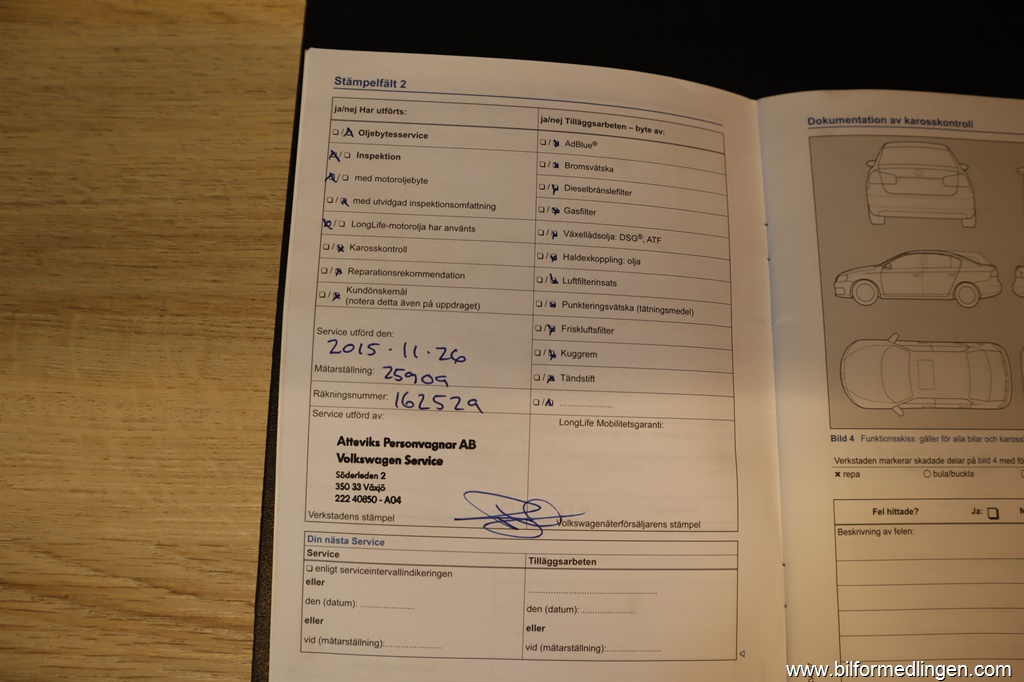 Stämpelfält 2
ja/nej Har utförts:
❏ / ❏ Oljebytesservice
❏ / ❏ Inspektion
❏ / ❏ med motoroljebyte
❏ / ❏ med utvidgad inspektionsomfattning
❏ / ❏ LongLife-motorolja har använts
❏ / ❏ Karosskontroll
❏ / ❏ Reparationsrekommendation
❏ / ❏ Kundönskemål
(notera detta även på uppdraget)
ja/nej Tilläggsarbeten – byte av:
❏ / ❏ AdBlue®
❏ / ❏ Bromsvätska
❏ / ❏ Dieselbränslefilter
❏ / ❏ Gasfilter
❏ / ❏ Växellådsolja: DSG®, ATF
❏ / ❏ Haldexkoppling: olja
❏ / ❏ Luftfilterinsats
❏ / ❏ Punkteringsvätska (tätningsmedel)
❏ / ❏ Friskluftsfilter
❏ / ❏ Kuggrem
❏ / ❏ Tändstift
❏ / ❏ ....................
Service utförd den:
2015.11.26
Mätarställning: 25909
Räkningsnummer: 162529
Service utförd av:
Atteviks Personvagnar AB
Volkswagen Service
Söderleden 2
350 33 Växjö
222 40850 - A04
Verkstadens stämpel
LongLife Mobilitetsgaranti:
Volkswagenåterförsäljarens stämpel
Din nästa Service
Service
❏ enligt serviceintervallindikeringen
eller
den (datum): ....................
eller
vid (mätarställning):....................
Tilläggsarbeten
................................................
den (datum): ....................
eller
vid (mätarställning):....................
Dokumentation av karosskontroll
Bild 4 Funktionsskiss: gäller för alla bilar och
Verkstaden markerar skadade delar på bild 4 med
✖ repa ○ bula/buckla
Fel hittade? Ja: ❏
Beskrivning av felen:
www.bilformedlingen.com